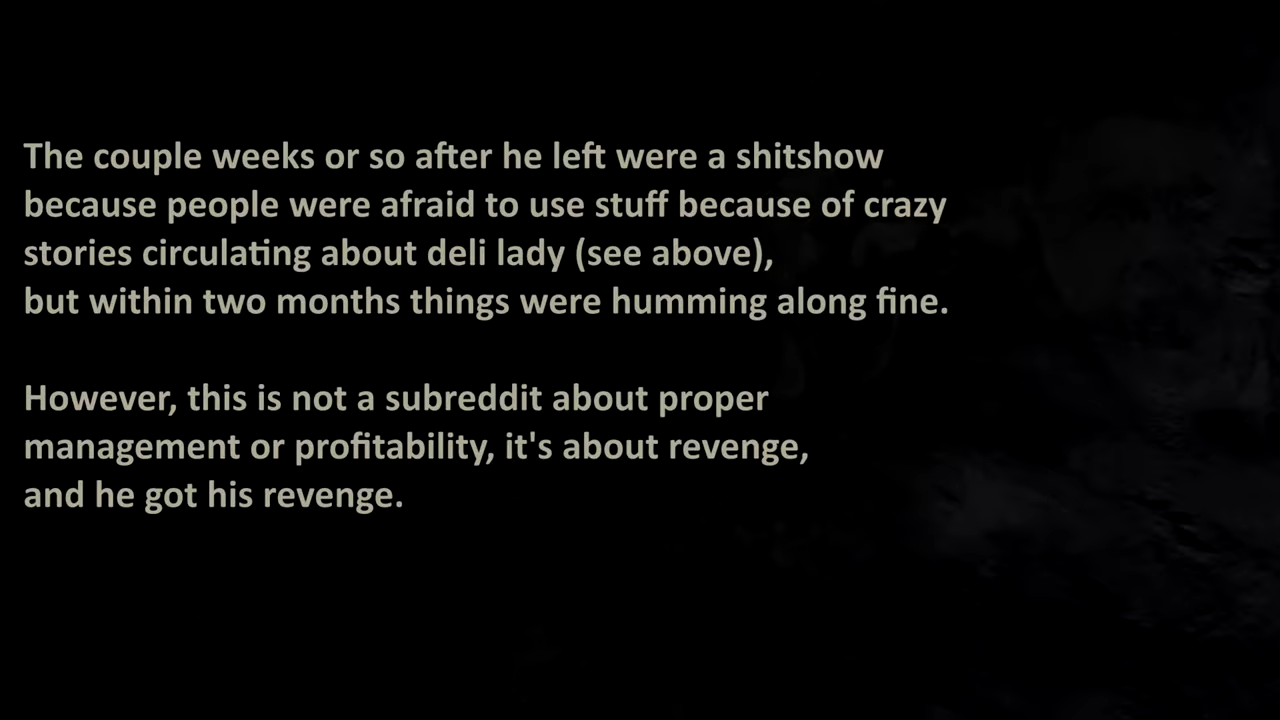 The couple weeks or so after he left were a shitshow
because people were afraid to use stuff because of crazy
stories circulating about deli lady (see above),
but within two months things were humming along fine.
However, this is not a subreddit about proper
management or profitability, it's about revenge,
and he got his revenge.